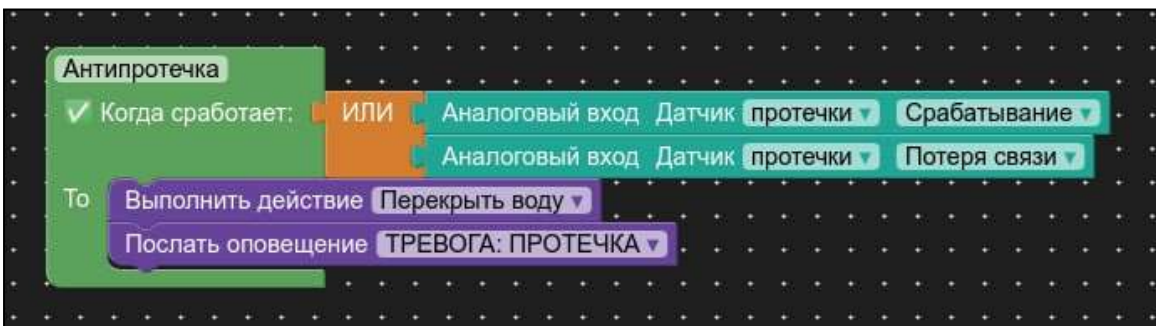 Антипротечка
Когда сработает: ИЛИ Аналоговый вход Датчик протечки Срабатывание
Аналоговый вход Датчик протечки Потеря связи
То Выполнить действие Перекрыть воду
Послать оповещение ТРЕВОГА: ПРОТЕЧКА